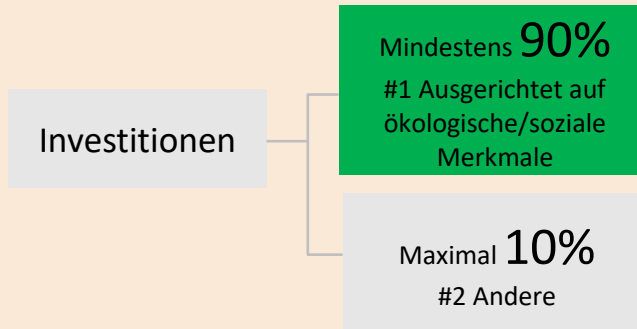 Investitionen
Mindestens 90%
#1 Ausgerichtet auf
ökologische/soziale
Merkmale
Maximal 10%
#2 Andere